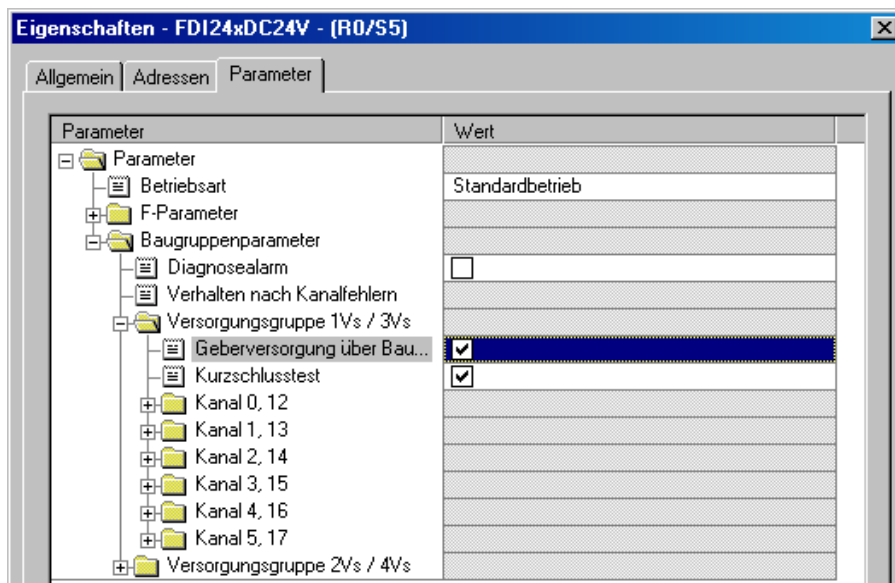 Eigenschaften - FDI24xDC24V - (R0/S5)
Allgemein Adressen Parameter
Parameter Wert
Parameter
Betriebsart Standardbetrieb
F-Parameter
Baugruppenparameter
Diagnosealarm
Verhalten nach Kanalfehlern
Versorgungsgruppe 1Vs / 3Vs
Geberversorgung über Bau...
Kurzschlusstest
Kanal 0, 12
Kanal 1, 13
Kanal 2, 14
Kanal 3, 15
Kanal 4, 16
Kanal 5, 17
Versorgungsgruppe 2Vs / 4Vs